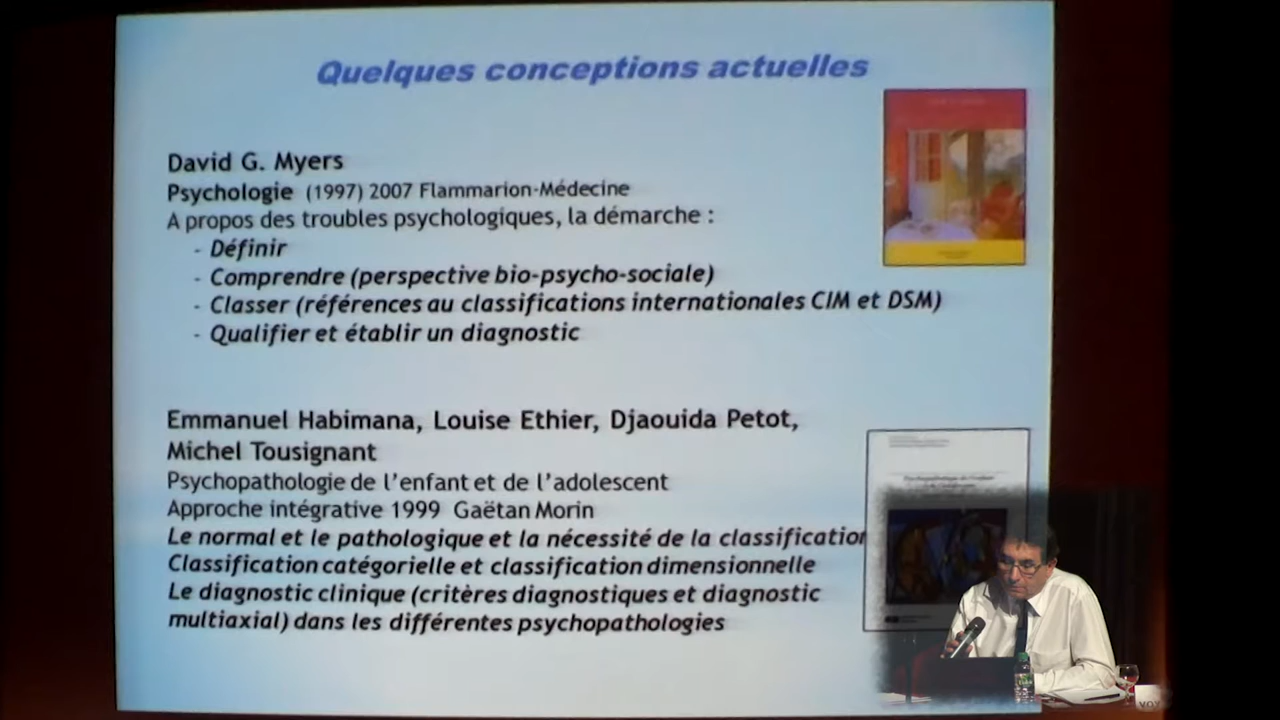 Quelques conceptions actuelles
David G. Myers
Psychologie (1997) 2007 Flammarion-Médecine
A propos des troubles psychologiques, la démarche :
- Définir
- Comprendre (perspective bio-psycho-sociale)
- Classer (références au classifications internationales CIM et DSM)
- Qualifier et établir un diagnostic
Emmanuel Habimana, Louise Ethier, Djaouida Petot,
Michel Tousignant
Psychopathologie de l'enfant et de l'adolescent
Approche intégrative 1999 Gaëtan Morin
Le normal et le pathologique et la nécessité de la classification
Classification catégorielle et classification dimensionnelle
Le diagnostic clinique (critères diagnostiques et diagnostic
multiaxial) dans les différentes psychopathologies
VOX